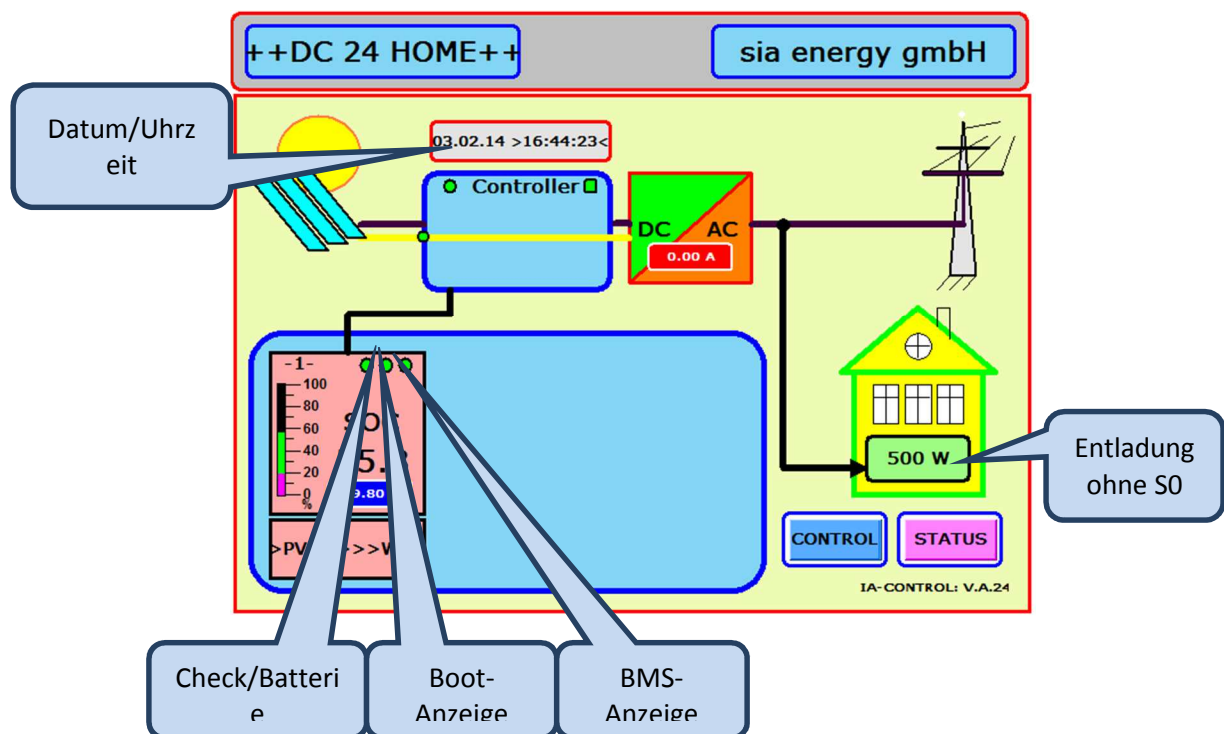 ++DC 24 HOME++
sia energy gmbH
Datum/Uhrz
eit
03.02.14 >16:44:23<
Controller
DC
AC
0.00 A
-1-
100
80
60
40
20
0
%
500 W
Entladung
ohne S0
CONTROL
STATUS
IA-CONTROL: V.A.24
Check/Batteri
e
Boot-
Anzeige
BMS-
Anzeige